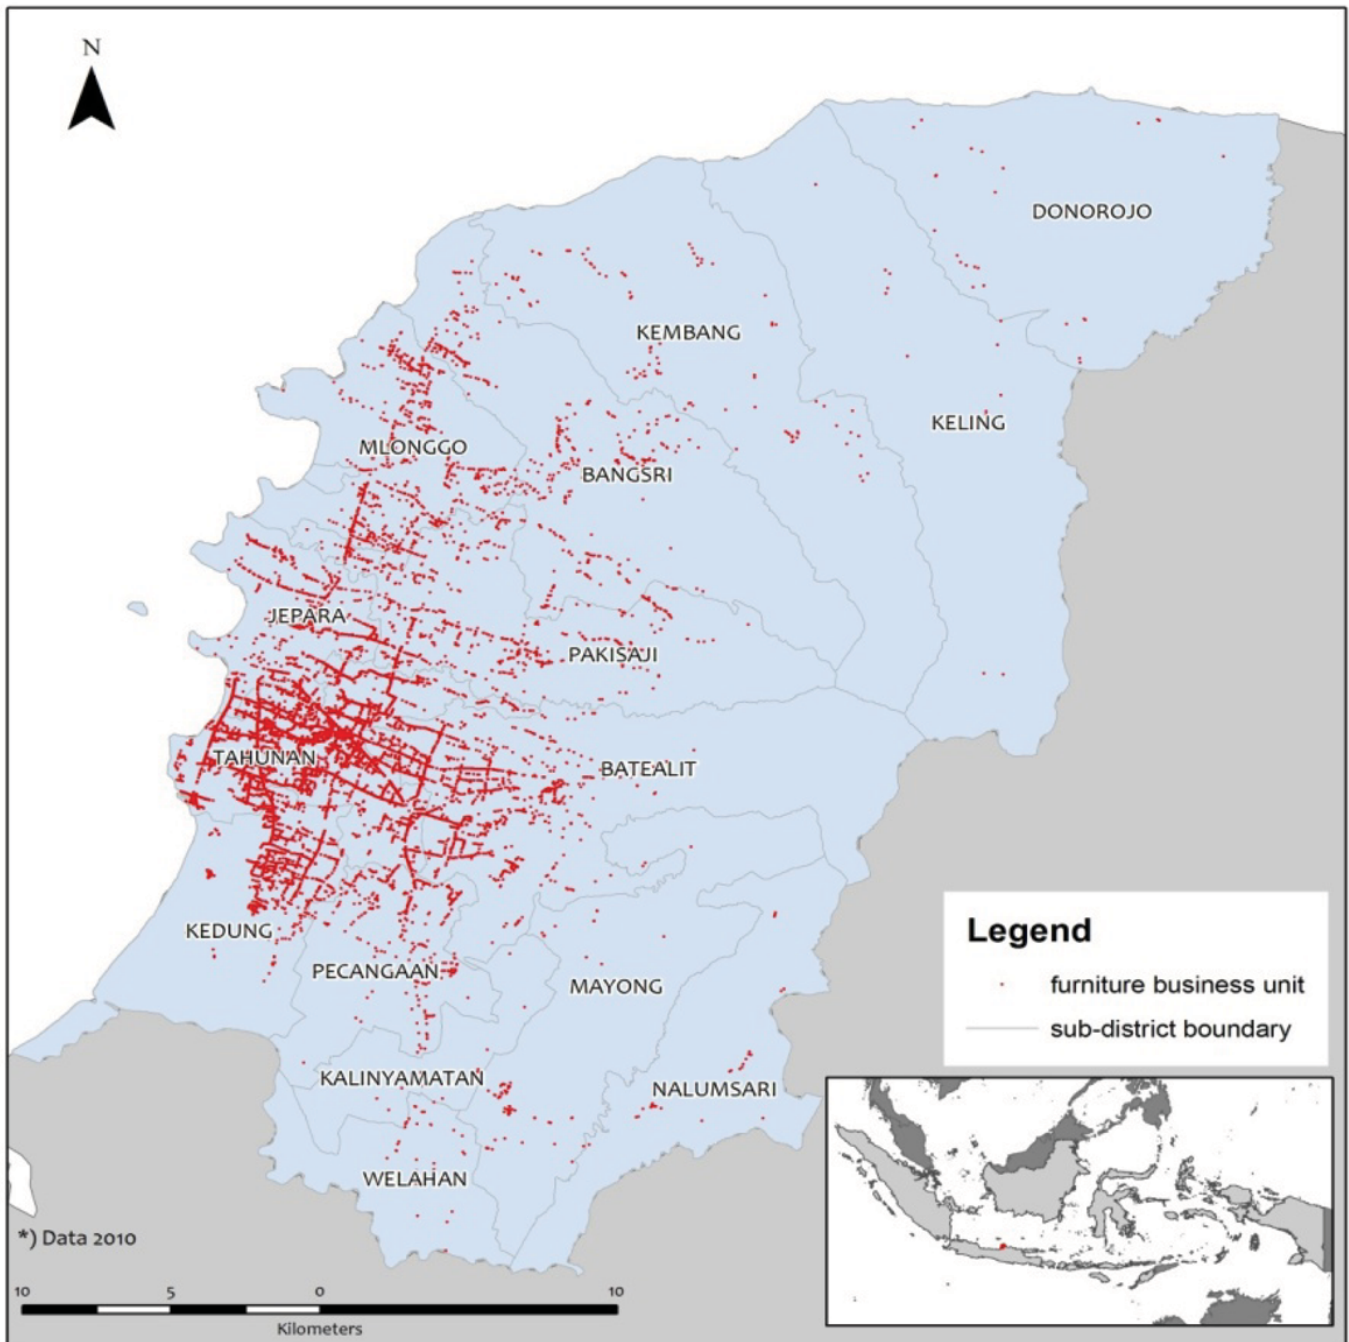 N
DONOROJO
KEMBANG
KELING
MLONGGO
BANGSRI
JEPARA
PAKISAJI
TAHUNAN
BATEALIT
KEDUNG
PECANGAAN
MAYONG
KALINYAMATAN
NALUMSARI
WELAHAN
Legend
furniture business unit
sub-district boundary
*) Data 2010
10 5 0 10
Kilometers